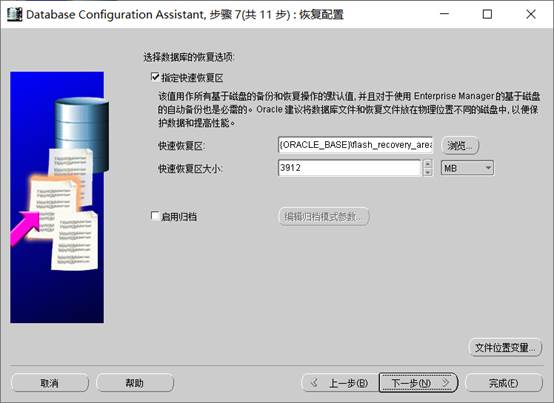 Database Configuration Assistant, 步骤 7(共 11 步) : 恢复配置
选择数据库的恢复选项:
指定快速恢复区
该值用作所有基于磁盘的备份和恢复操作的默认值, 并且对于使用 Enterprise Manager 的基于磁盘
的自动备份也是必需的。Oracle 建议将数据库文件和恢复文件放在物理位置不同的磁盘中, 以便保
护数据和提高性能。
快速恢复区:
{ORACLE_BASE}\flash_recovery_area
浏览...
快速恢复区大小:
3912
MB
启用归档
编辑归档模式参数...
文件位置变量...
取消
帮助
上一步(B)
下一步(N)
完成(F)